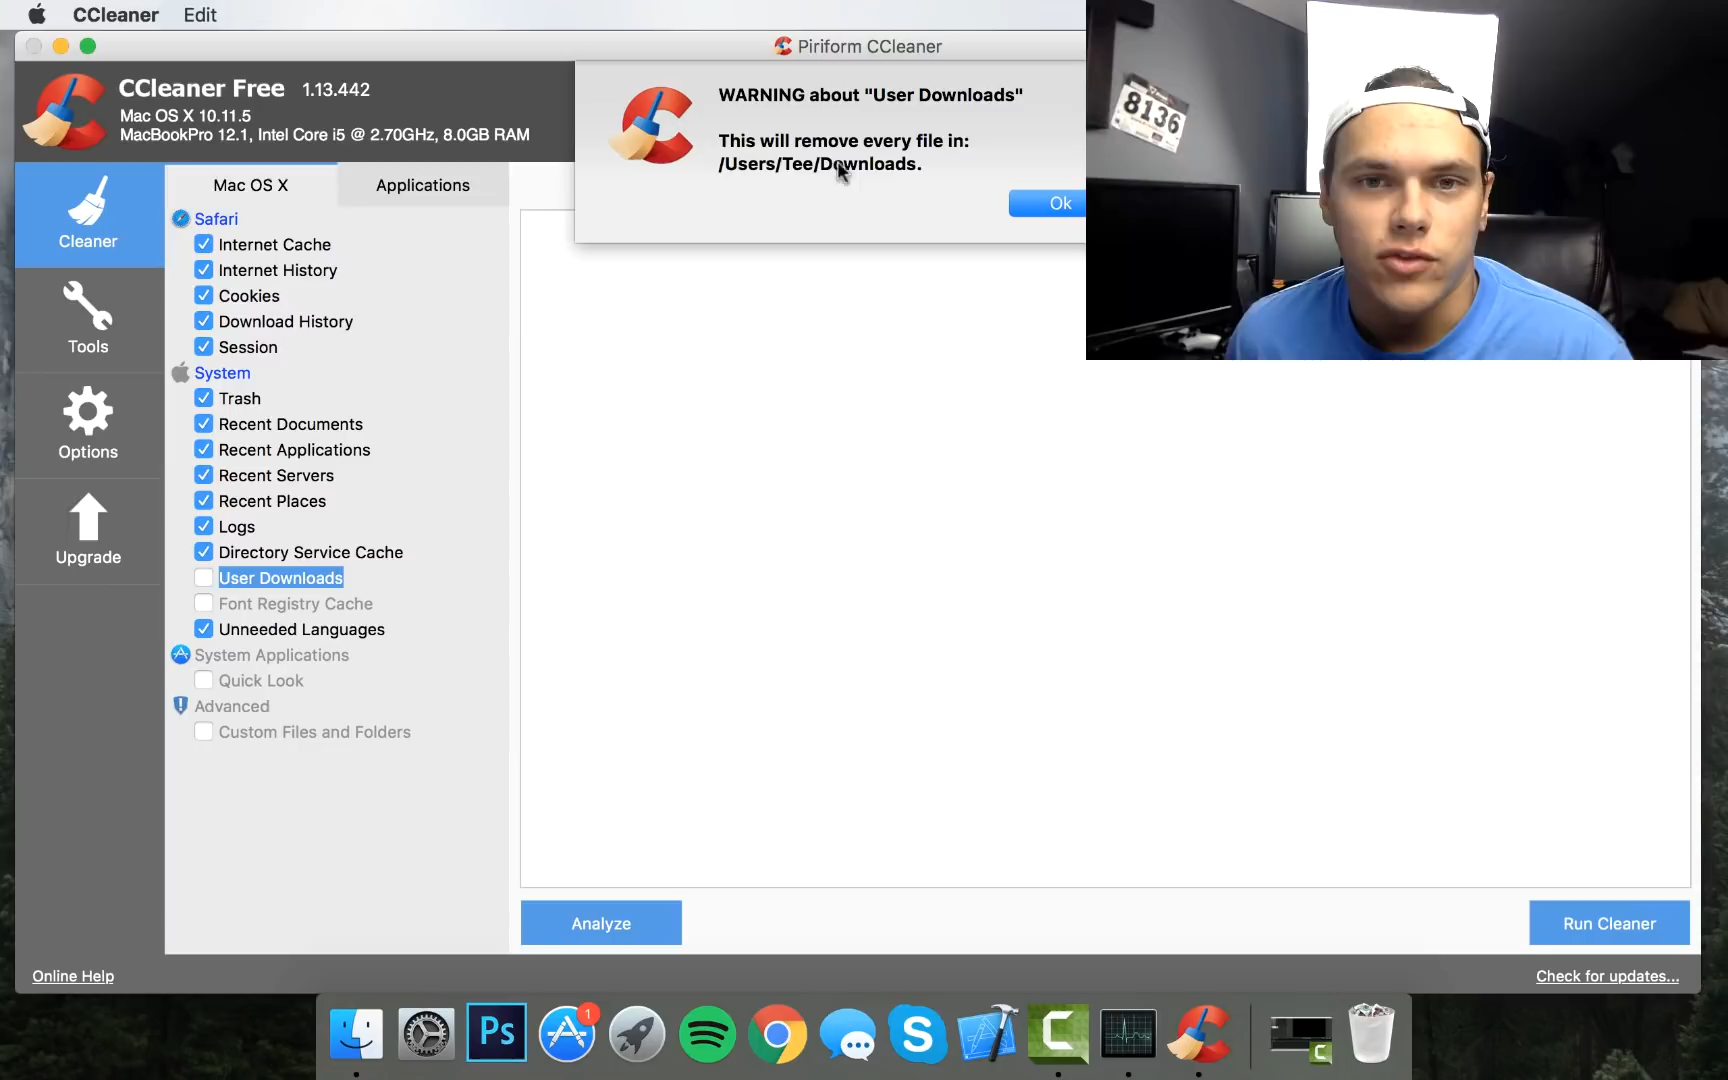 CCleaner Edit
Piriform CCleaner
CCleaner Free 1.13.442
Mac OS X 10.11.5
MacBookPro 12.1, Intel Core i5 @ 2.70GHz, 8.0GB RAM
WARNING about "User Downloads"
This will remove every file in:
/Users/Tee/Downloads.
Ok
8136
Cleaner
Tools
Options
Upgrade
Mac OS X Applications
Safari
Internet Cache
Internet History
Cookies
Download History
Session
System
Trash
Recent Documents
Recent Applications
Recent Servers
Recent Places
Logs
Directory Service Cache
User Downloads
Font Registry Cache
Unneeded Languages
System Applications
Quick Look
Advanced
Custom Files and Folders
Analyze
Run Cleaner
Online Help
Check for updates...
Ps
1